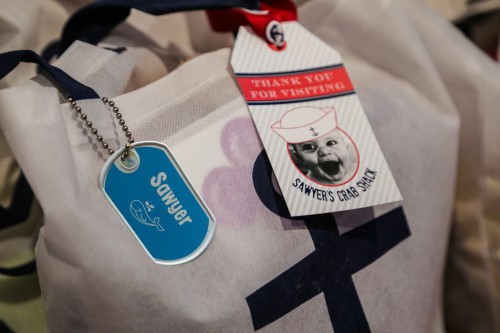 THANK YOU
FOR VISITING
SAWYER'S CRAB SHACK
Sawyer